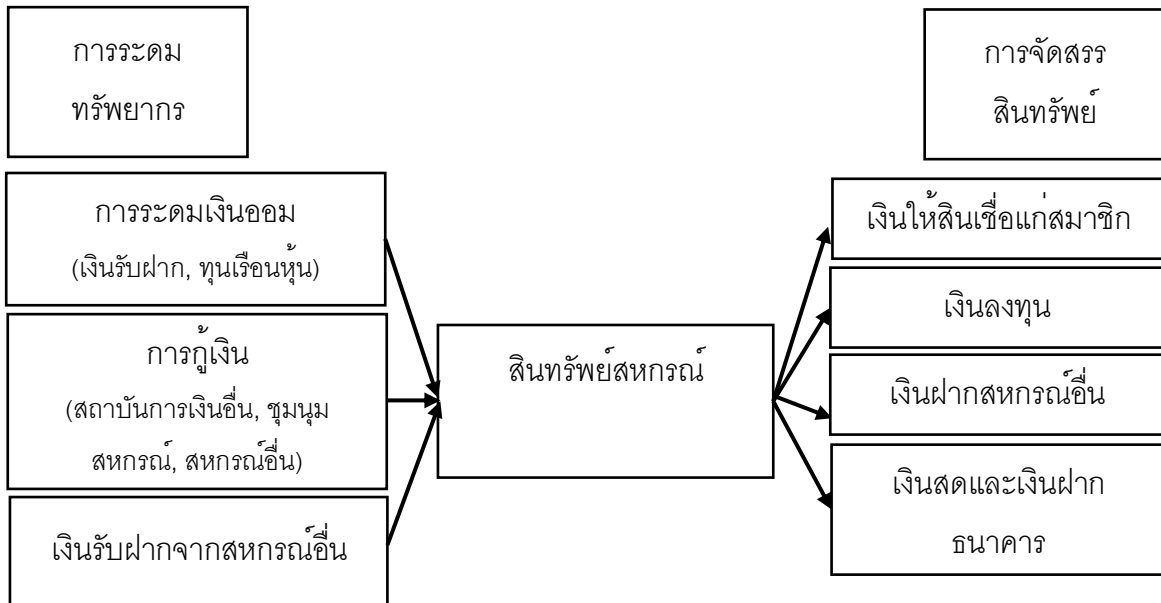 การระดม
ทรัพยากร
การจัดสรร
สินทรัพย์
การระดมเงินออม
(เงินรับฝาก, ทุนเรือนหุ้น)
การกู้เงิน
(สถาบันการเงินอื่น, ชุมนุม
สหกรณ์, สหกรณ์อื่น)
เงินรับฝากจากสหกรณ์อื่น
สินทรัพย์สหกรณ์
เงินให้สินเชื่อแก่สมาชิก
เงินลงทุน
เงินฝากสหกรณ์อื่น
เงินสดและเงินฝาก
ธนาคาร